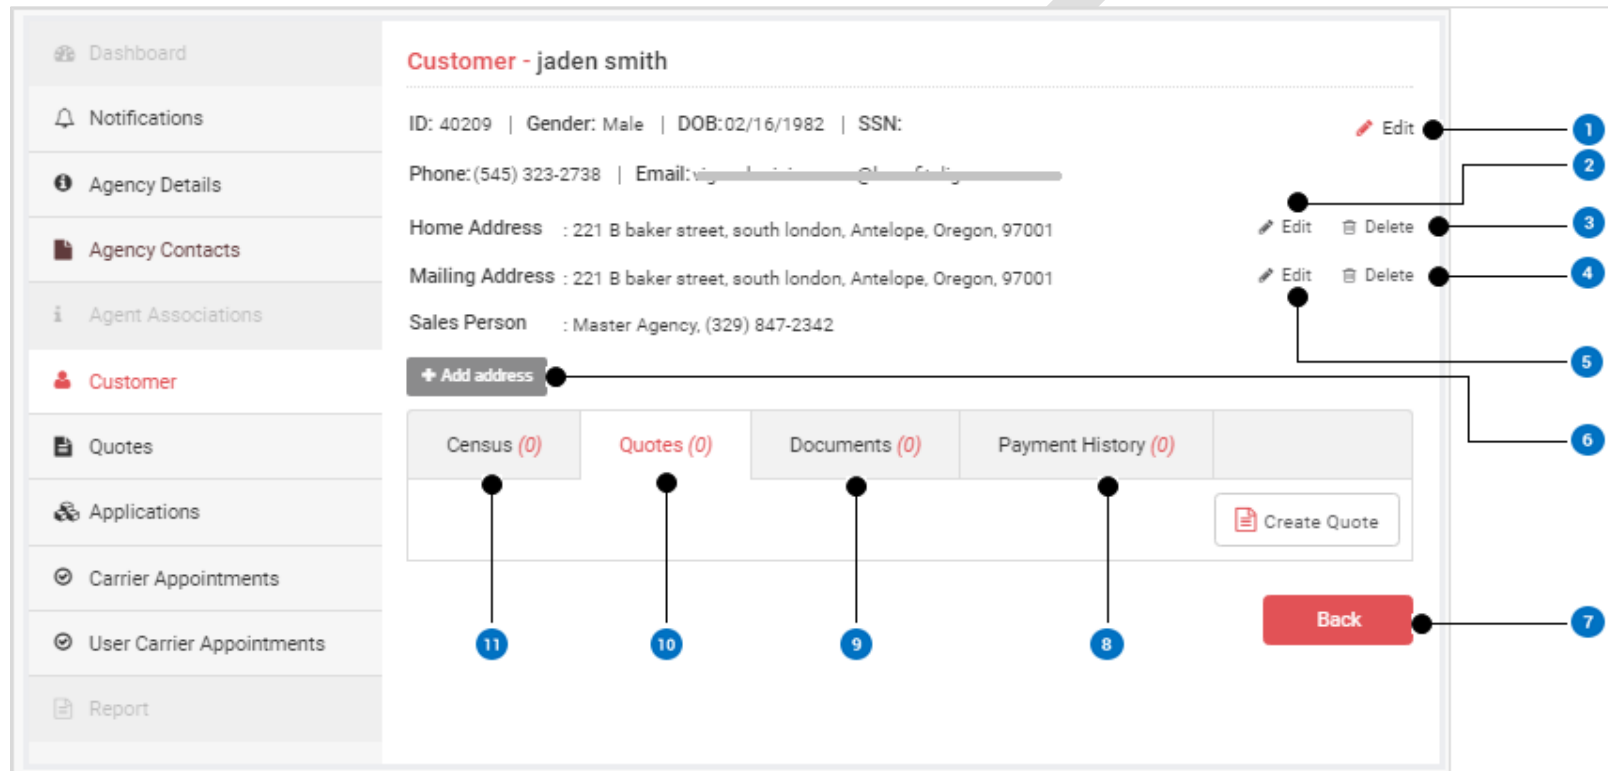 Dashboard
Notifications
Agency Details
Agency Contacts
Agent Associations
Customer
Quotes
Applications
Carrier Appointments
User Carrier Appointments
Report
Customer - jaden smith
ID: 40209 | Gender: Male | DOB:02/16/1982 | SSN:
Edit
1
Phone:(545) 323-2738 | Email:
2
Home Address : 221 B baker street, south london, Antelope, Oregon, 97001
Edit Delete
3
Mailing Address : 221 B baker street, south london, Antelope, Oregon, 97001
Edit Delete
4
Sales Person : Master Agency, (329) 847-2342
5
+ Add address
Census (0) Quotes (0) Documents (0) Payment History (0)
6
Create Quote
Back
7
11 10 9 8